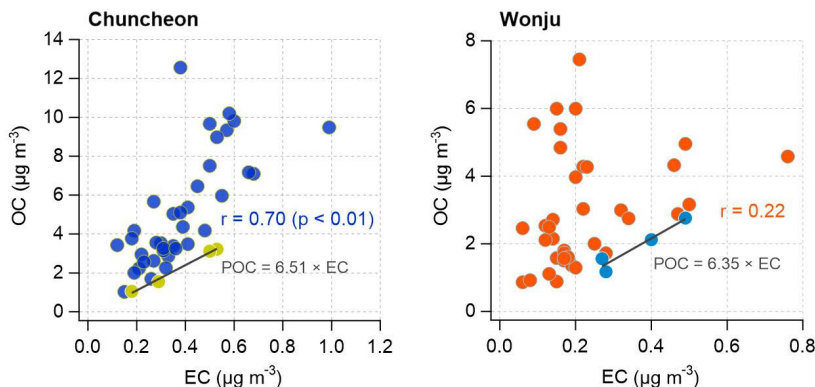 Chuncheon
14
12
10
8
6
4
2
0
OC (µg m⁻³)
r = 0.70 (p < 0.01)
POC = 6.51 × EC
0.0 0.2 0.4 0.6 0.8 1.0 1.2
EC (µg m⁻³)
Wonju
8
6
4
2
0
OC (µg m⁻³)
r = 0.22
POC = 6.35 × EC
0.0 0.2 0.4 0.6 0.8
EC (µg m⁻³)